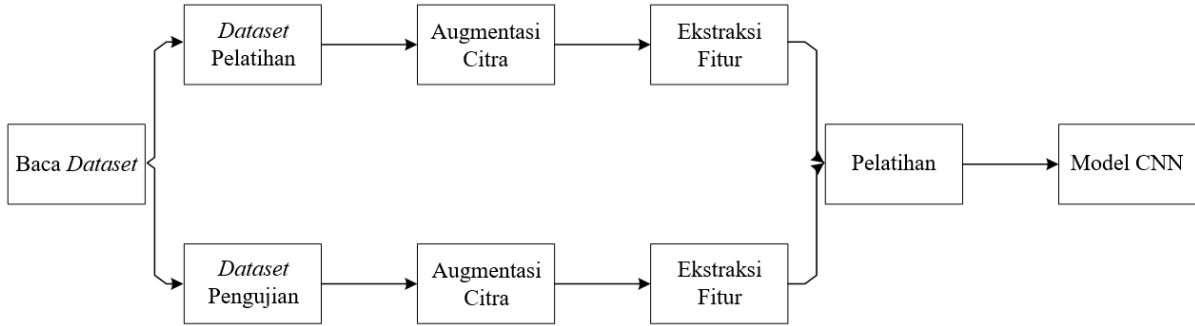 Dataset
Pelatihan
Augmentasi
Citra
Ekstraksi
Fitur
Baca Dataset
Pelatihan
Model CNN
Dataset
Pengujian
Augmentasi
Citra
Ekstraksi
Fitur